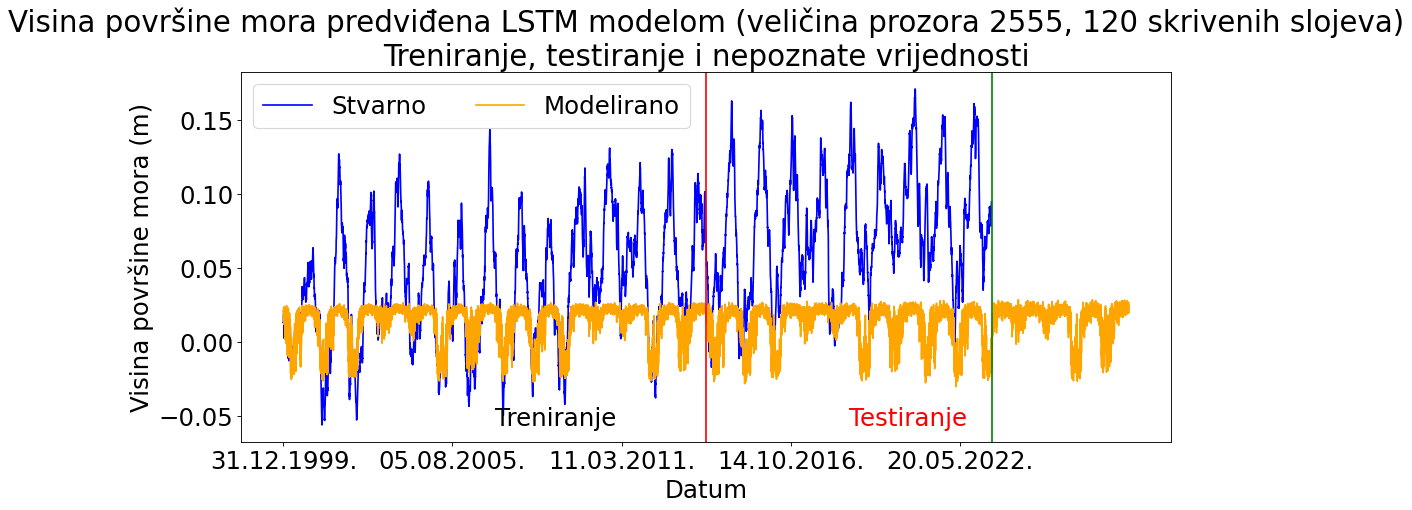 Visina površine mora predviđena LSTM modelom (veličina prozora 2555, 120 skrivenih slojeva)
Treniranje, testiranje i nepoznate vrijednosti
Stvarno
Modelirano
Visina površine mora (m)
0.15
0.10
0.05
0.00
−0.05
Treniranje
Testiranje
31.12.1999.
05.08.2005.
11.03.2011.
14.10.2016.
20.05.2022.
Datum